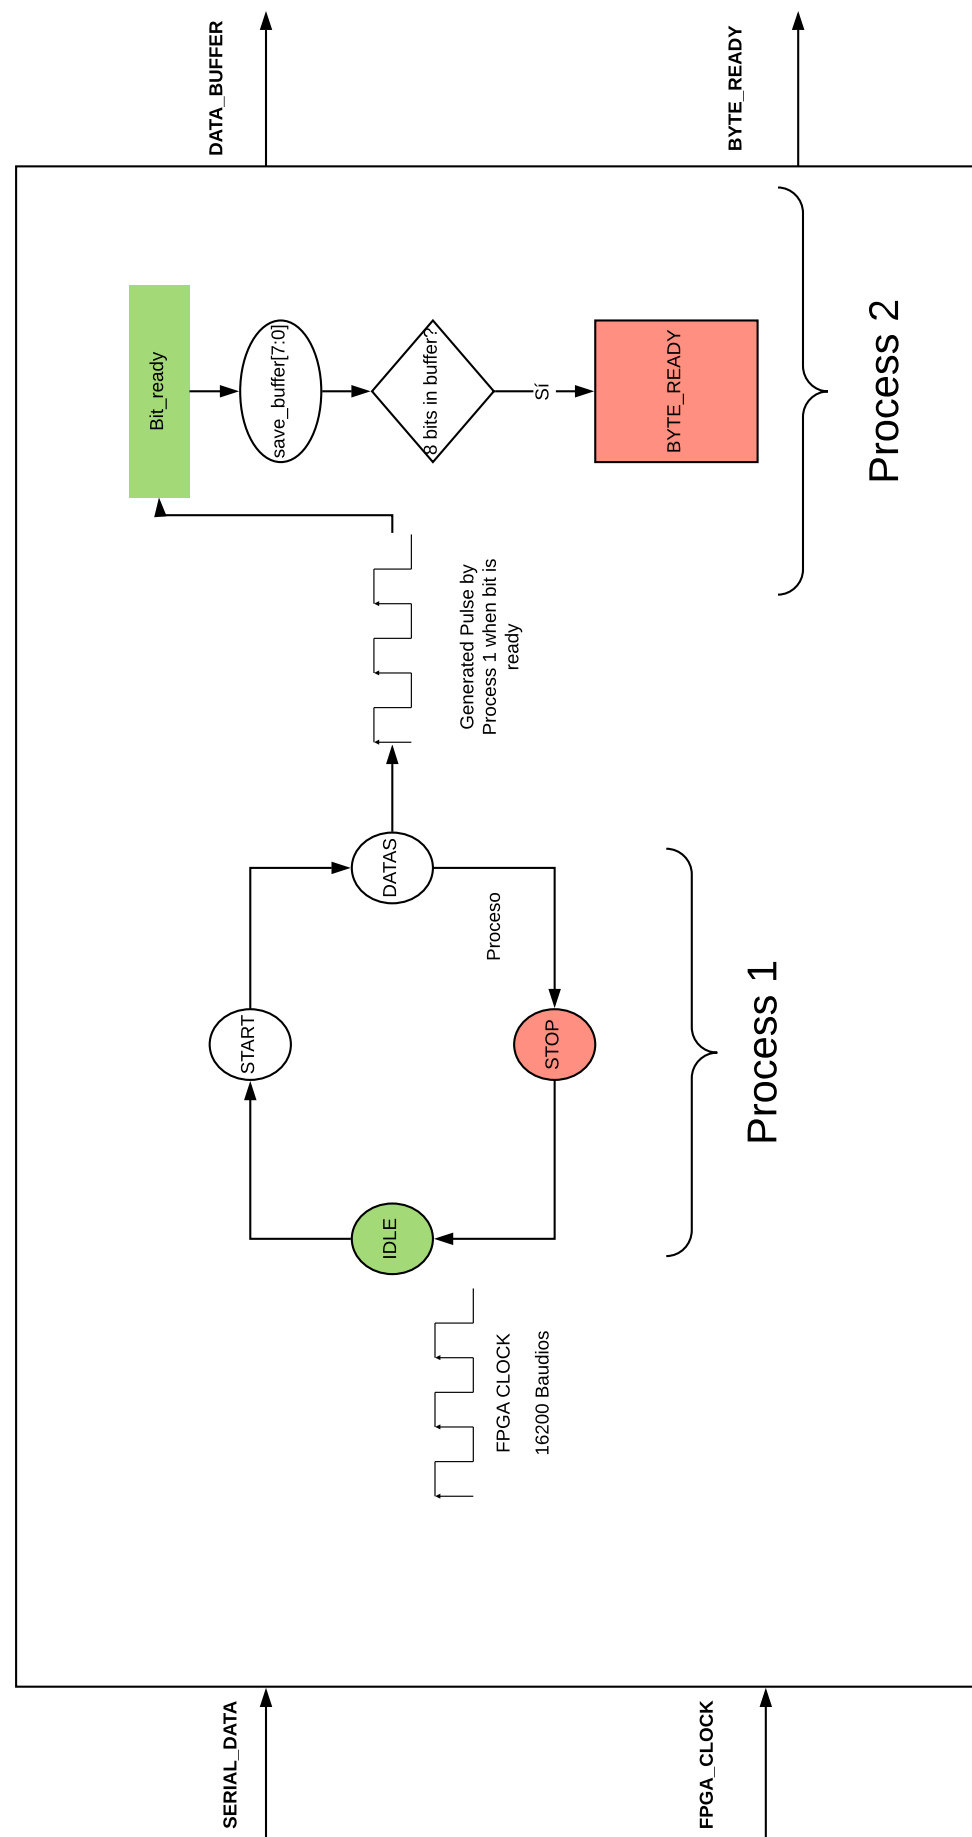 SERIAL_DATA
FPGA_CLOCK
FPGA CLOCK
16200 Baudios
IDLE
START
STOP
DATAS
Proceso
Process 1
Generated Pulse by
Process 1 when bit is
ready
Bit_ready
save_buffer[7:0]
8 bits in buffer?
Sí
BYTE_READY
Process 2
DATA_BUFFER
BYTE_READY